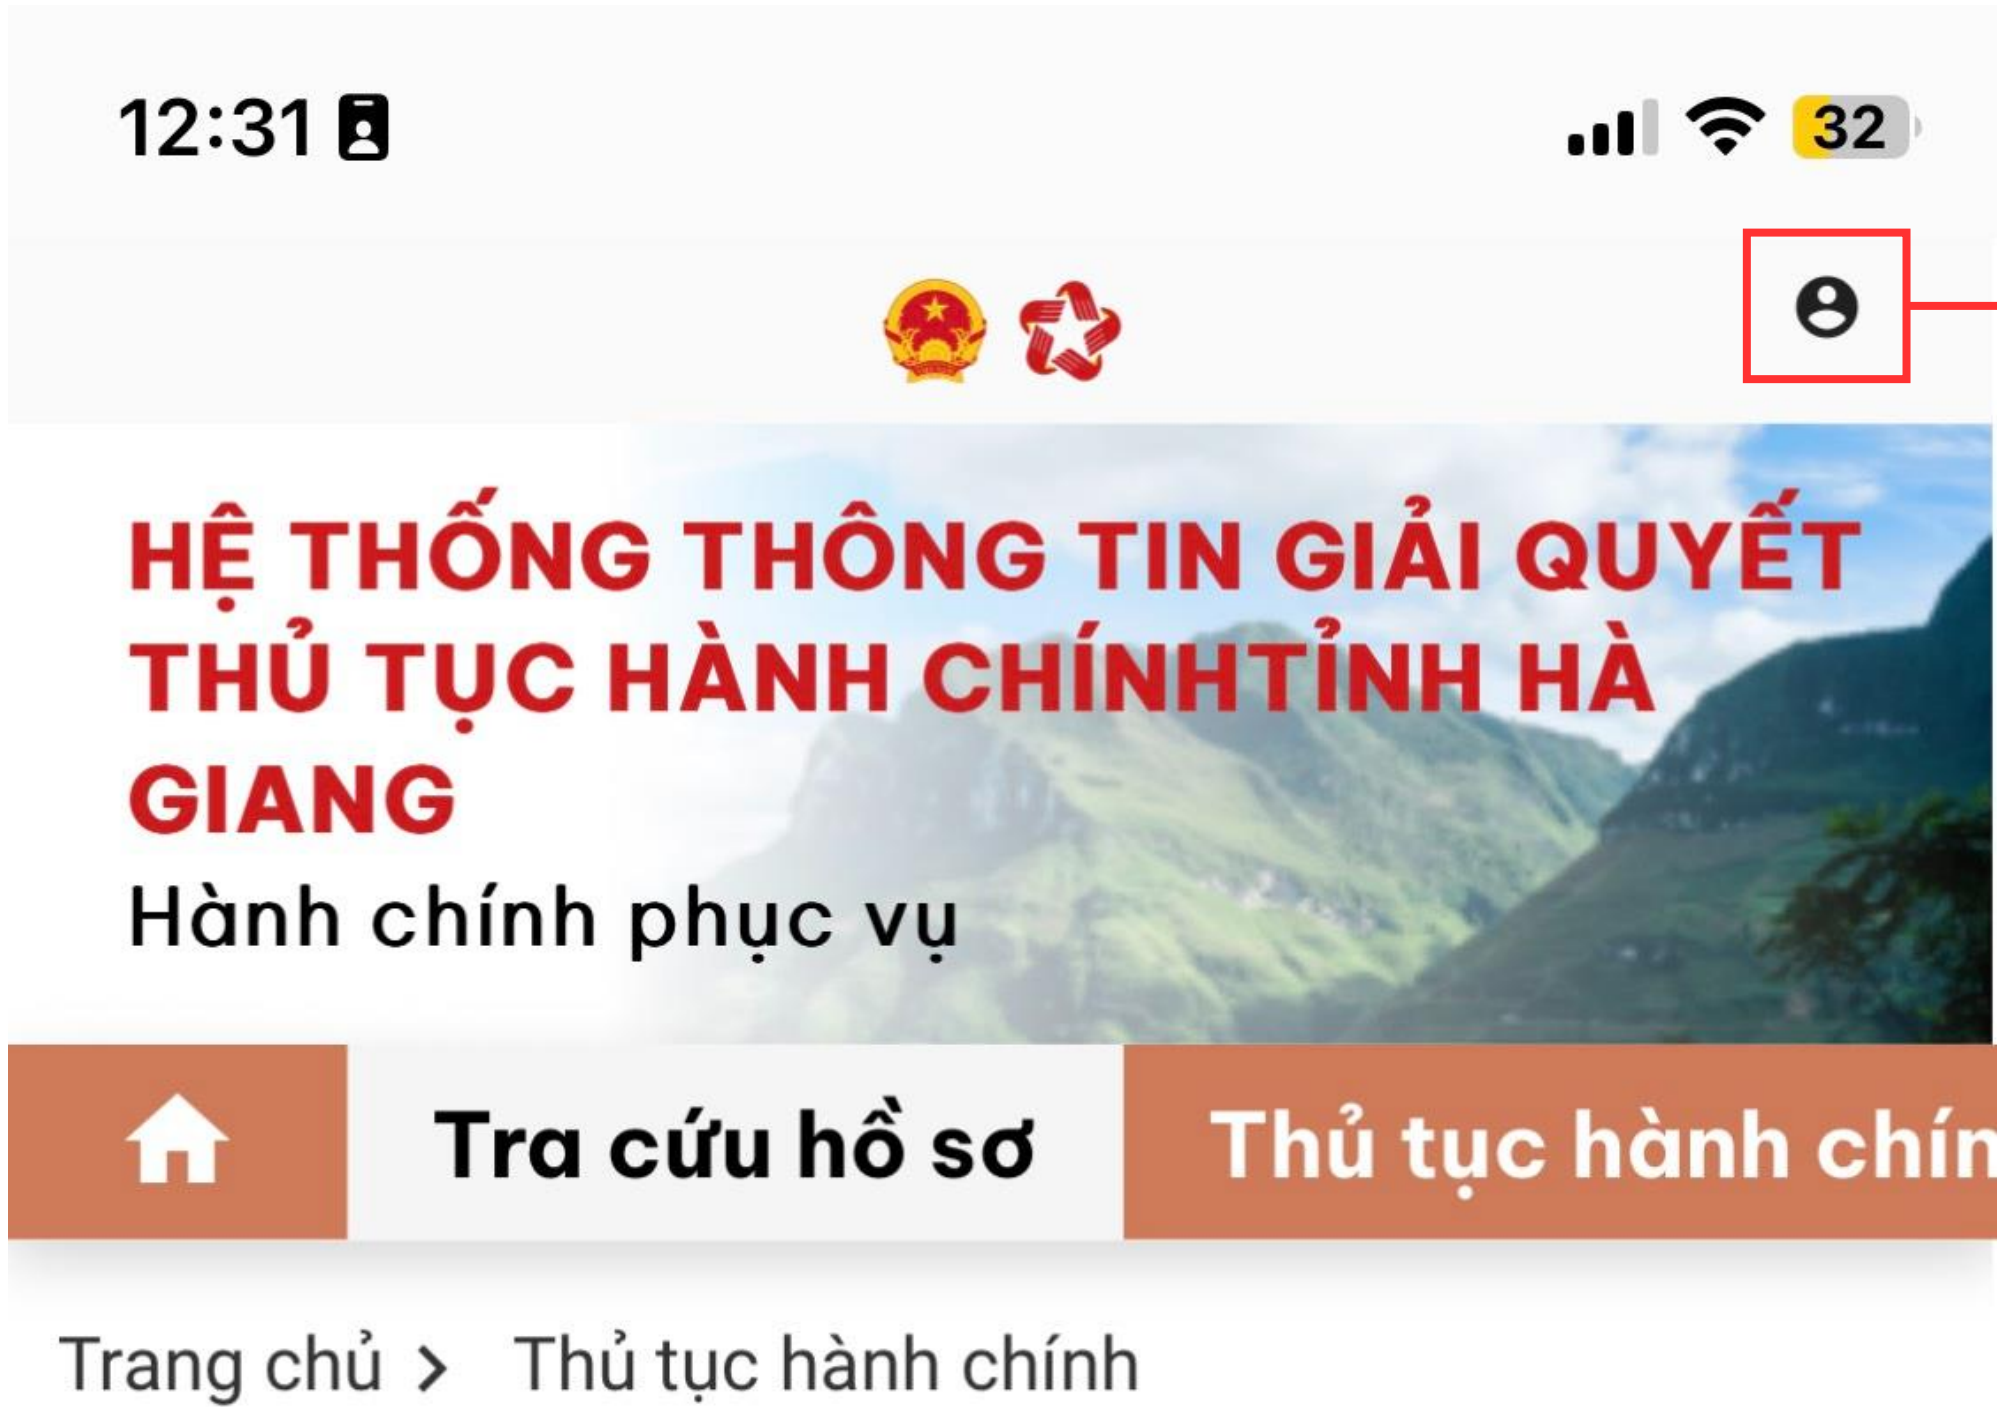 12:31
32
HỆ THỐNG THÔNG TIN GIẢI QUYẾT
THỦ TỤC HÀNH CHÍNHTỈNH HÀ
GIANG
Hành chính phục vụ
Tra cứu hồ sơ
Thủ tục hành chín
Trang chủ > Thủ tục hành chính